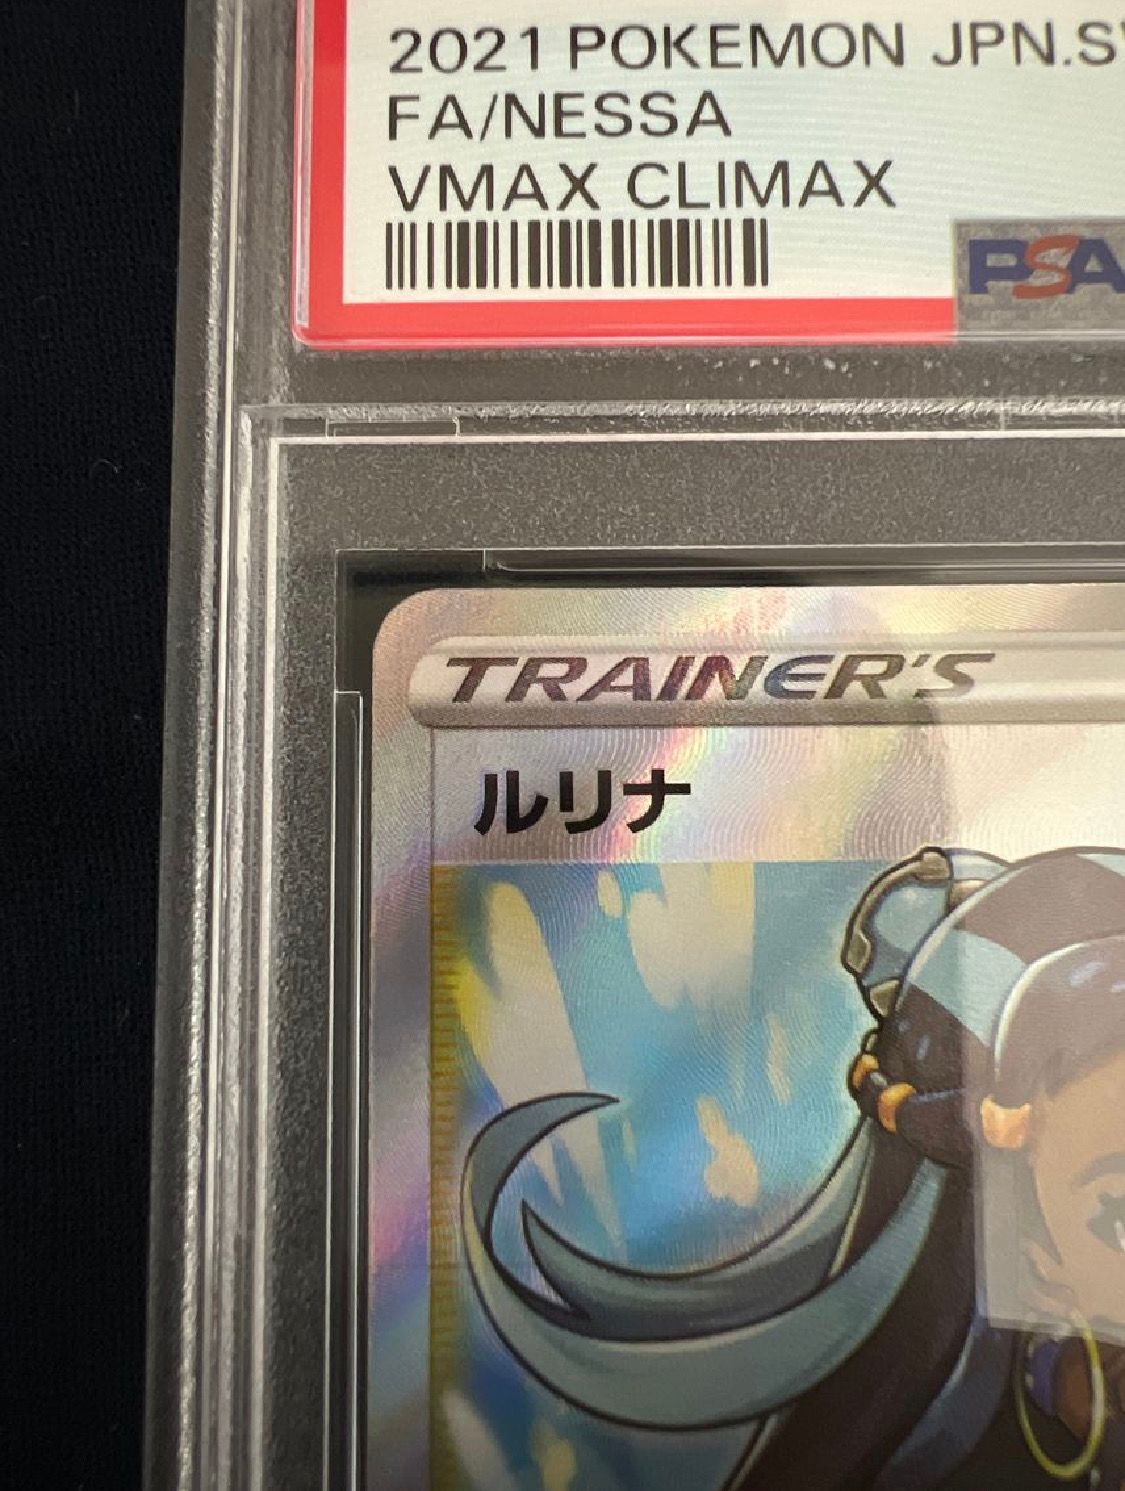 2021 POKEMON JPN.S
FA/NESSA
VMAX CLIMAX
PSA
TRAINER'S
ルリナ